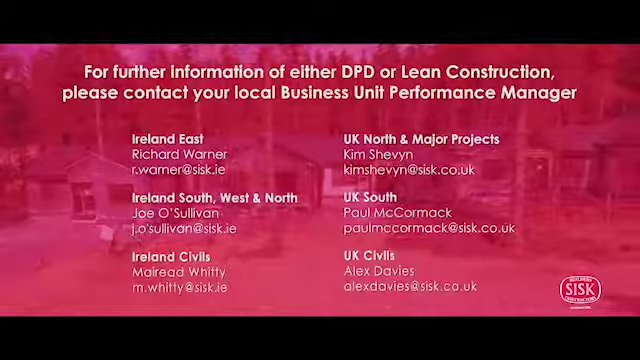 For further information of either DPD or Lean Construction,
please contact your local Business Unit Performance Manager
Ireland East
Richard Warner
r.warner@sisk.ie
Ireland South, West & North
Joe O'Sullivan
j.o'sullivan@sisk.ie
Ireland Civils
Mairead Whitty
m.whitty@sisk.ie
UK North & Major Projects
Kim Shevyn
kimshevyn@sisk.co.uk
UK South
Paul McCormack
paulmccormack@sisk.co.uk
UK Civils
Alex Davies
alexdavies@sisk.co.uk
SISK